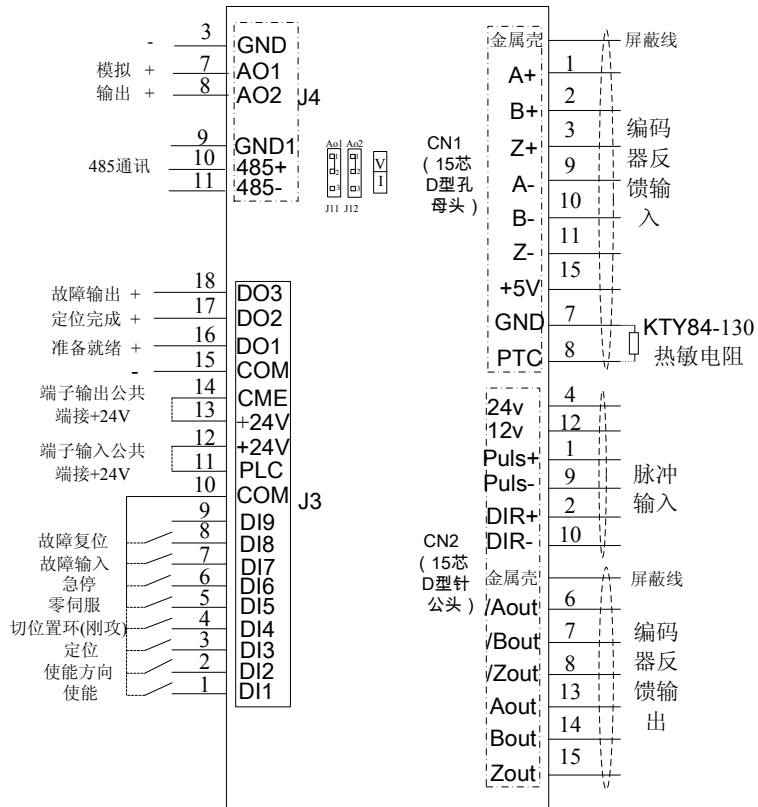 - 3 GND
模拟 + 7 AO1
输出 + 8 AO2
J4
9 GND1
485通讯 10 485+
11 485-
Ao1 Ao2
1 1
2 2
3 3
J11 J12
V
I
故障输出 + 18 DO3
定位完成 + 17 DO2
准备就绪 + 16 DO1
- 15 COM
端子输出公共 14 CME
端接+24V 13 +24V
端子输入公共 12 +24V
端接+24V 11 PLC
10 COM
J3
9 DI9
故障复位 8 DI8
故障输入 7 DI7
急停 6 DI6
零伺服 5 DI5
切位置环(刚攻) 4 DI4
定位 3 DI3
使能方向 2 DI2
使能 1 DI1
CN1
(15芯
D型孔
母头)
金属壳 屏蔽线
A+ 1
B+ 2
Z+ 3
A- 9
B- 10
Z- 11
+5V 15
GND 7
PTC 8
编码
器反
馈输
入
KTY84-130
热敏电阻
CN2
(15芯
D型针
公头)
24v 4
12v 12
Puls+ 1
Puls- 9
DIR+ 2
DIR- 10
脉冲
输入
金属壳 屏蔽线
/Aout 6
/Bout 7
/Zout 8
Aout 13
Bout 14
Zout 15
编码
器反
馈输
出